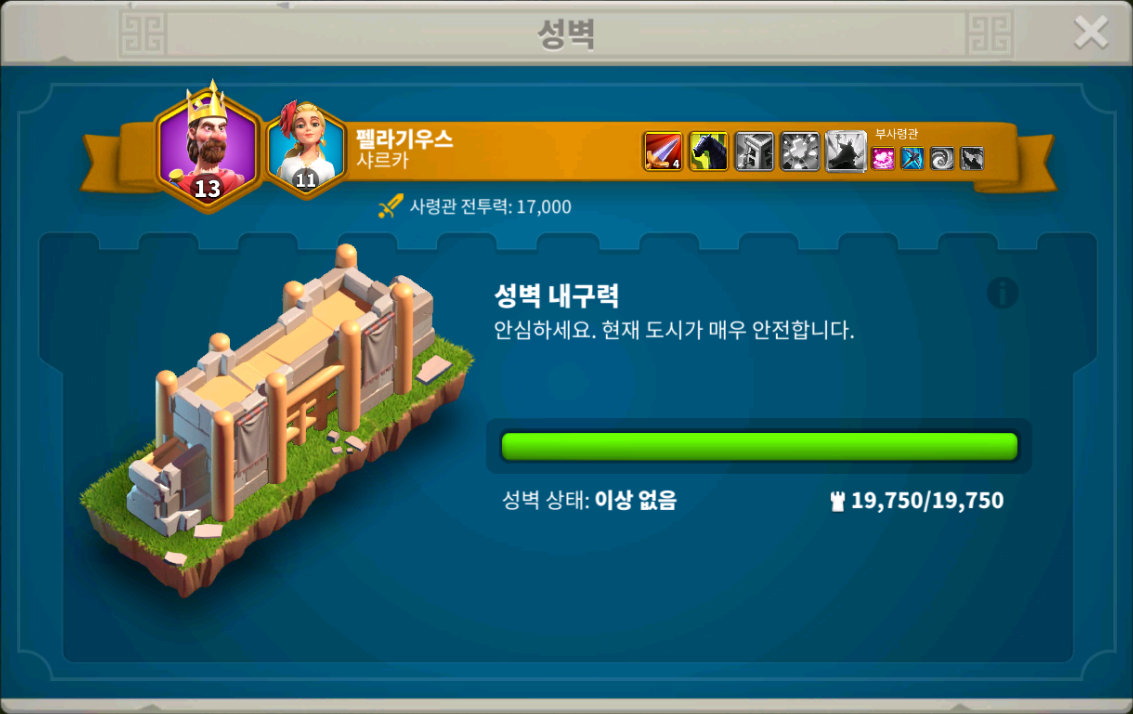 성벽
13
11
펠라기우스
샤르카
4
부사령관
사령관 전투력: 17,000
성벽 내구력
안심하세요. 현재 도시가 매우 안전합니다.
성벽 상태: 이상 없음
19,750/19,750